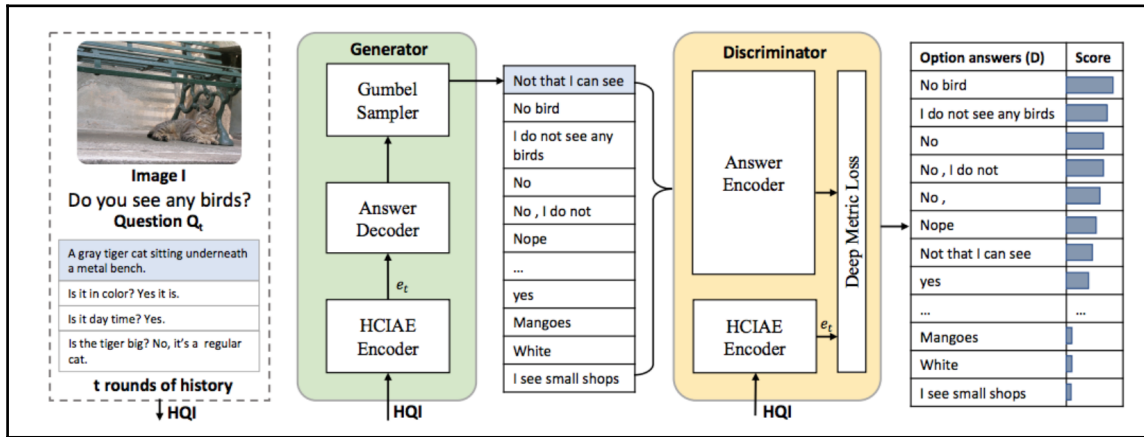 Image I
Do you see any birds?
Question Qt
A gray tiger cat sitting underneath
a metal bench.
Is it in color? Yes it is.
Is it day time? Yes.
Is the tiger big? No, it's a regular
cat.
t rounds of history
HQI
Generator
Gumbel
Sampler
Answer
Decoder
et
HCIAE
Encoder
HQI
Not that I can see
No bird
I do not see any
birds
No
No , I do not
Nope
...
yes
Mangoes
White
I see small shops
Discriminator
Answer
Encoder
HCIAE
Encoder
et
Deep Metric Loss
HQI
Option answers (D) Score
No bird
I do not see any birds
No
No , I do not
No ,
Nope
Not that I can see
yes
... ...
Mangoes
White
I see small shops